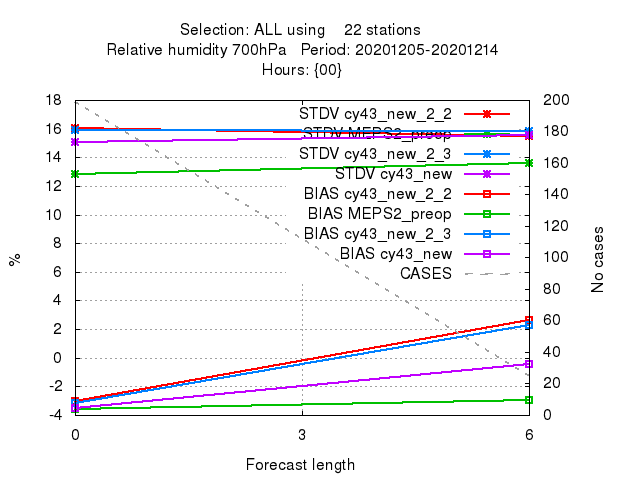 Selection: ALL using 22 stations
Relative humidity 700hPa Period: 20201205-20201214
Hours: {00}
18
16
14
12
10
8
6
4
2
0
-2
-4
%
STDV cy43_new_2_2
STDV MEPS2_preop
STDV cy43_new_2_3
STDV cy43_new
BIAS cy43_new_2_2
BIAS MEPS2_preop
BIAS cy43_new_2_3
BIAS cy43_new
CASES
200
180
160
140
120
100
80
60
40
20
0
No cases
0 3 6
Forecast length